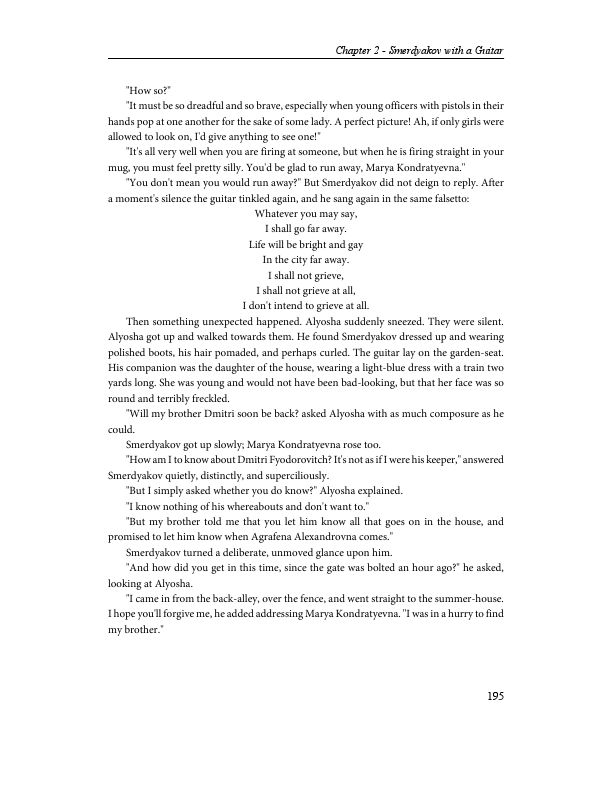 Chapter 2 - Smerdyakov with a Guitar
"How so?"
"It must be so dreadful and so brave, especially when young officers with pistols in their
hands pop at one another for the sake of some lady. A perfect picture! Ah, if only girls were
allowed to look on, I'd give anything to see one!"
"It's all very well when you are firing at someone, but when he is firing straight in your
mug, you must feel pretty silly. You'd be glad to run away, Marya Kondratyevna."
"You don't mean you would run away?" But Smerdyakov did not deign to reply. After
a moment's silence the guitar tinkled again, and he sang again in the same falsetto:
Whatever you may say,
I shall go far away.
Life will be bright and gay
In the city far away.
I shall not grieve,
I shall not grieve at all,
I don't intend to grieve at all.
Then something unexpected happened. Alyosha suddenly sneezed. They were silent.
Alyosha got up and walked towards them. He found Smerdyakov dressed up and wearing
polished boots, his hair pomaded, and perhaps curled. The guitar lay on the garden-seat.
His companion was the daughter of the house, wearing a light-blue dress with a train two
yards long. She was young and would not have been bad-looking, but that her face was so
round and terribly freckled.
"Will my brother Dmitri soon be back? asked Alyosha with as much composure as he
could.
Smerdyakov got up slowly; Marya Kondratyevna rose too.
"How am I to know about Dmitri Fyodorovitch? It's not as if I were his keeper," answered
Smerdyakov quietly, distinctly, and superciliously.
"But I simply asked whether you do know?" Alyosha explained.
"I know nothing of his whereabouts and don't want to."
"But my brother told me that you let him know all that goes on in the house, and
promised to let him know when Agrafena Alexandrovna comes."
Smerdyakov turned a deliberate, unmoved glance upon him.
"And how did you get in this time, since the gate was bolted an hour ago?" he asked,
looking at Alyosha.
"I came in from the back-alley, over the fence, and went straight to the summer-house.
I hope you'll forgive me, he added addressing Marya Kondratyevna. "I was in a hurry to find
my brother."
195